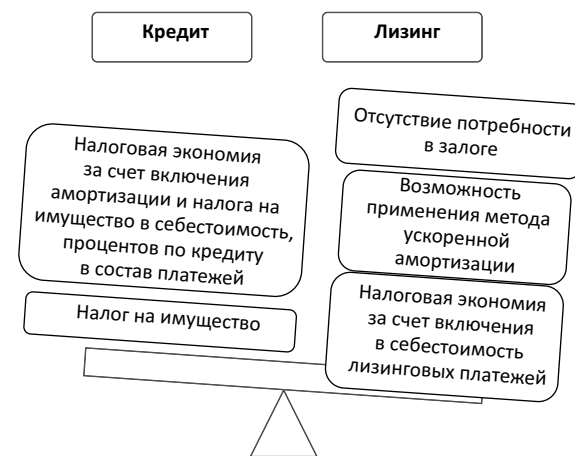 Кредит
Лизинг
Налоговая экономия
за счет включения
амортизации и налога на
имущество в себестоимость,
процентов по кредиту
в состав платежей
Налог на имущество
Отсутствие потребности
в залоге
Возможность
применения метода
ускоренной
амортизации
Налоговая экономия
за счет включения
в себестоимость
лизинговых платежей